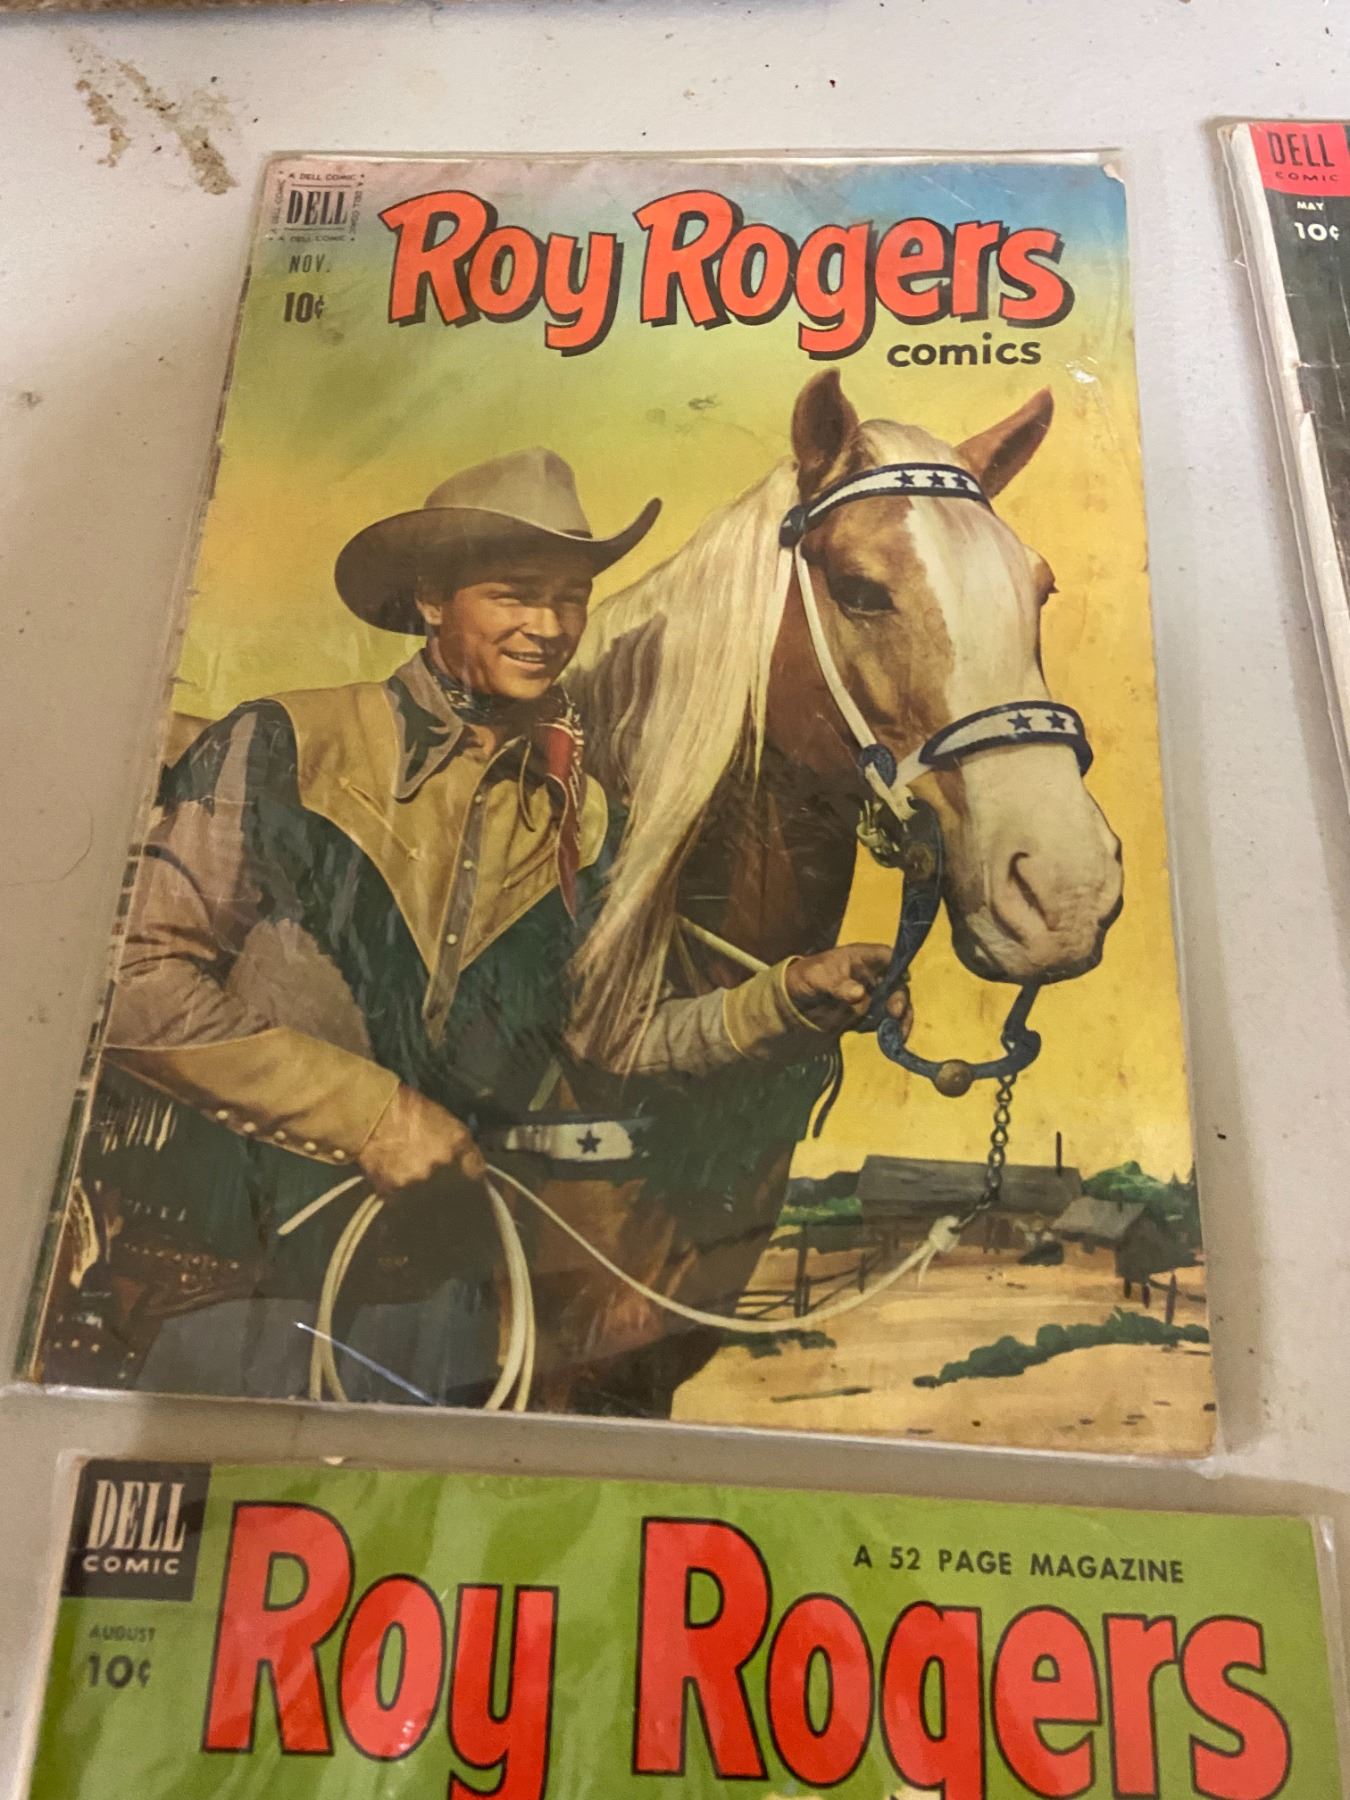 A DELL COMIC
DELL
A DELL COMIC
NOV.
10¢
Roy Rogers
comics
DELL
COMIC
MAY
10¢
DELL
COMIC
AUGUST
10¢
A 52 PAGE MAGAZINE
Roy Rogers